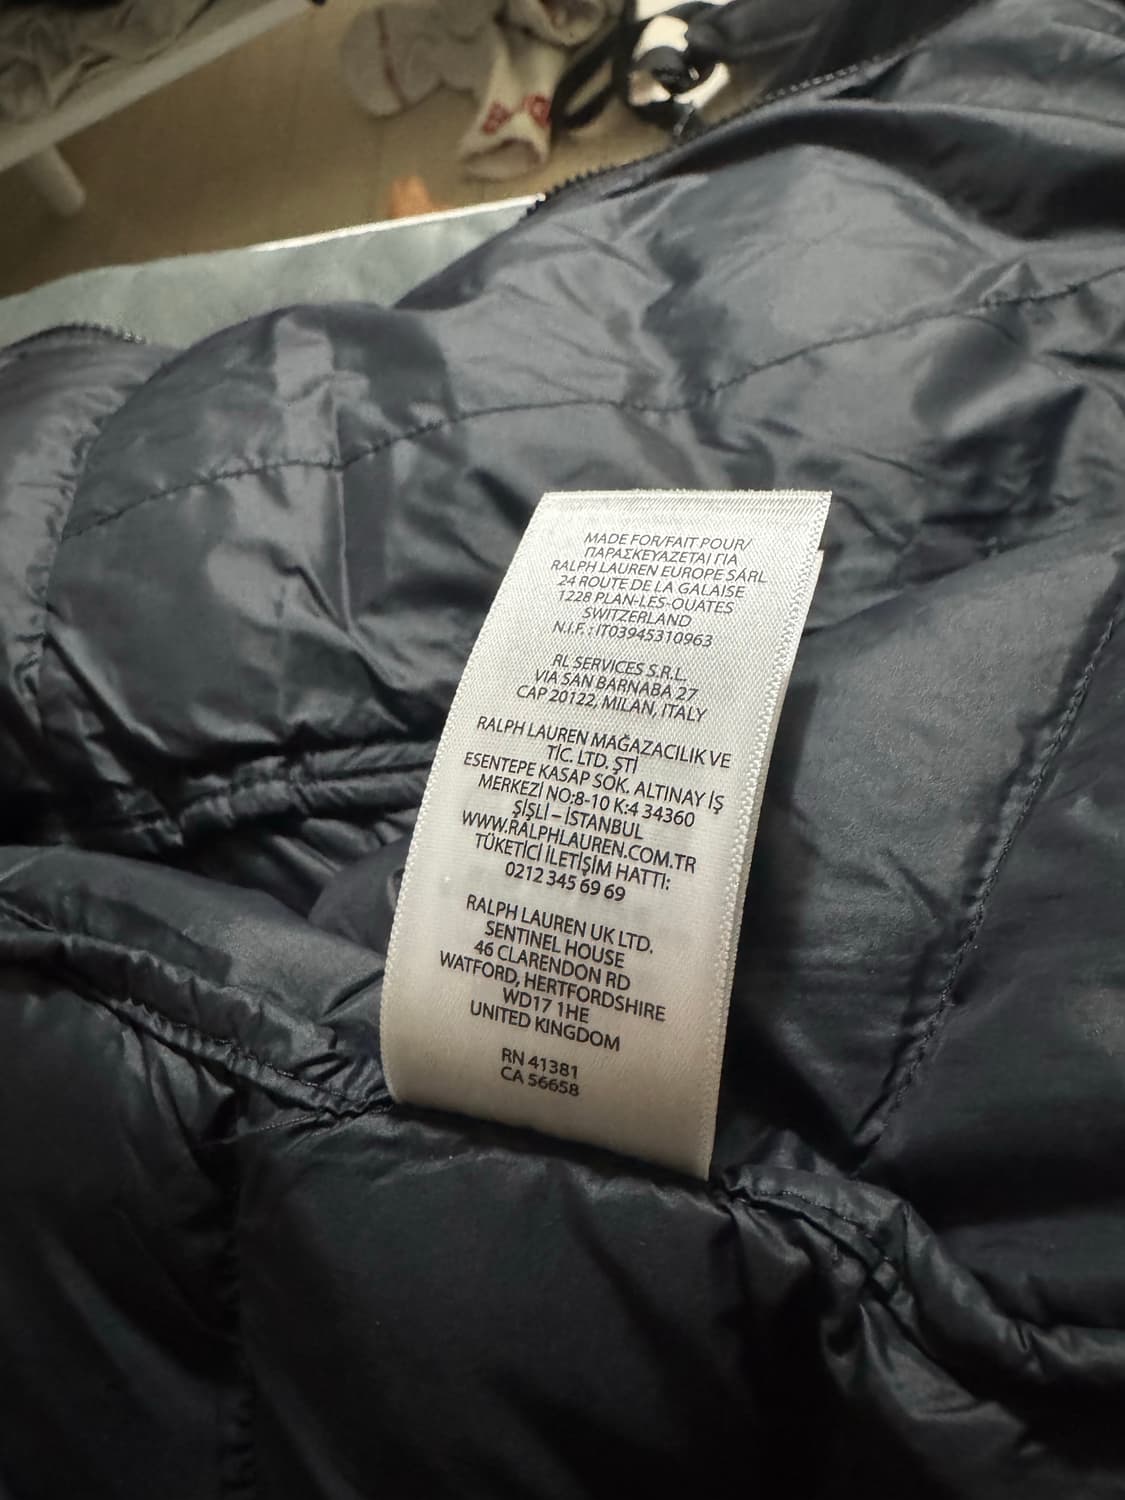 MADE FOR/FAIT POUR/
ΠΑΡΑΣΚΕΥΑΖΕΤΑΙ ΓΙΑ
RALPH LAUREN EUROPE SÀRL
24 ROUTE DE LA GALAISE
1228 PLAN-LES-OUATES
SWITZERLAND
N.I.F.: IT03945310963
RL SERVICES S.R.L.
VIA SAN BARNABA 27
CAP 20122, MILAN, ITALY
RALPH LAUREN MAĞAZACILIK VE
TİC. LTD. ŞTİ
ESENTEPE KASAP SOK. ALTINAY İŞ
MERKEZİ NO:8-10 K:4 34360
ŞİŞLİ – İSTANBUL
WWW.RALPHLAUREN.COM.TR
TÜKETİCİ İLETİŞİM HATTI:
0212 345 69 69
RALPH LAUREN UK LTD.
SENTINEL HOUSE
46 CLARENDON RD
WATFORD, HERTFORDSHIRE
WD17 1HE
UNITED KINGDOM
RN 41381
CA 56658